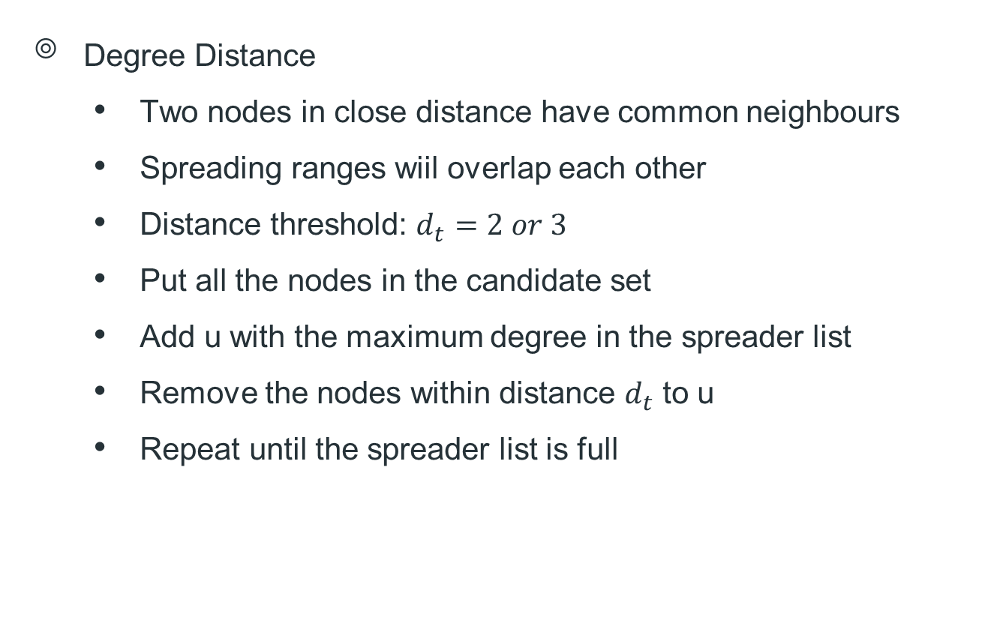 ◎ Degree Distance
• Two nodes in close distance have common neighbours
• Spreading ranges wiil overlap each other
• Distance threshold: d_t = 2 or 3
• Put all the nodes in the candidate set
• Add u with the maximum degree in the spreader list
• Remove the nodes within distance d_t to u
• Repeat until the spreader list is full